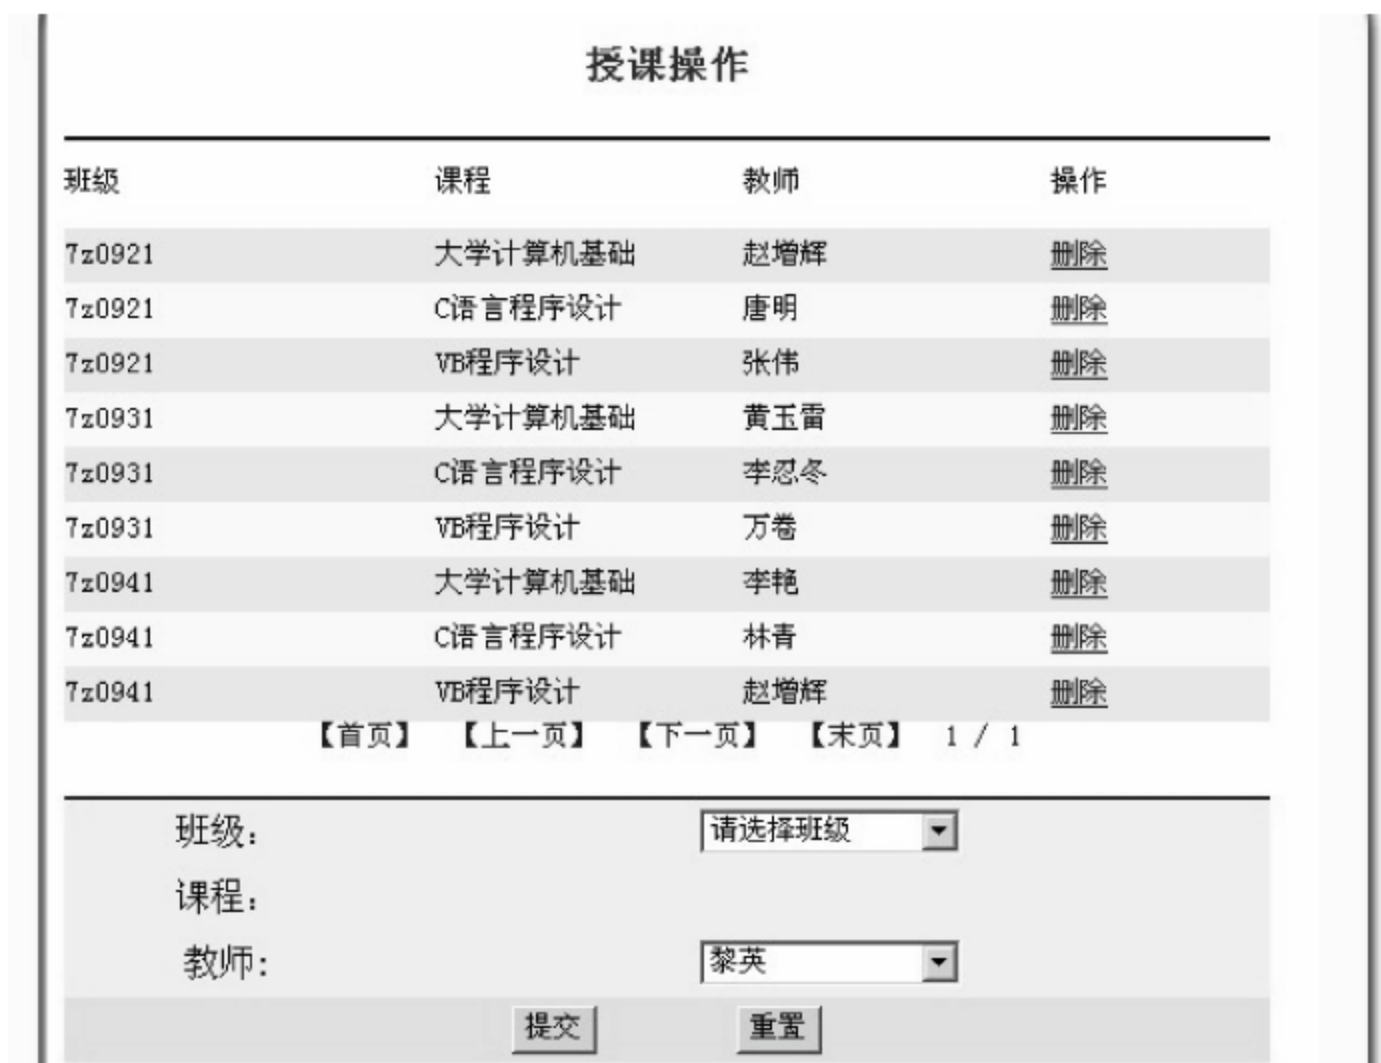 授课操作
班级 课程 教师 操作
7z0921 大学计算机基础 赵增辉 删除
7z0921 C语言程序设计 唐明 删除
7z0921 VB程序设计 张伟 删除
7z0931 大学计算机基础 黄玉雷 删除
7z0931 C语言程序设计 李忍冬 删除
7z0931 VB程序设计 万卷 删除
7z0941 大学计算机基础 李艳 删除
7z0941 C语言程序设计 林青 删除
7z0941 VB程序设计 赵增辉 删除
【首页】 【上一页】 【下一页】 【末页】 1 / 1
班级： 请选择班级
课程：
教师: 黎英
提交 重置